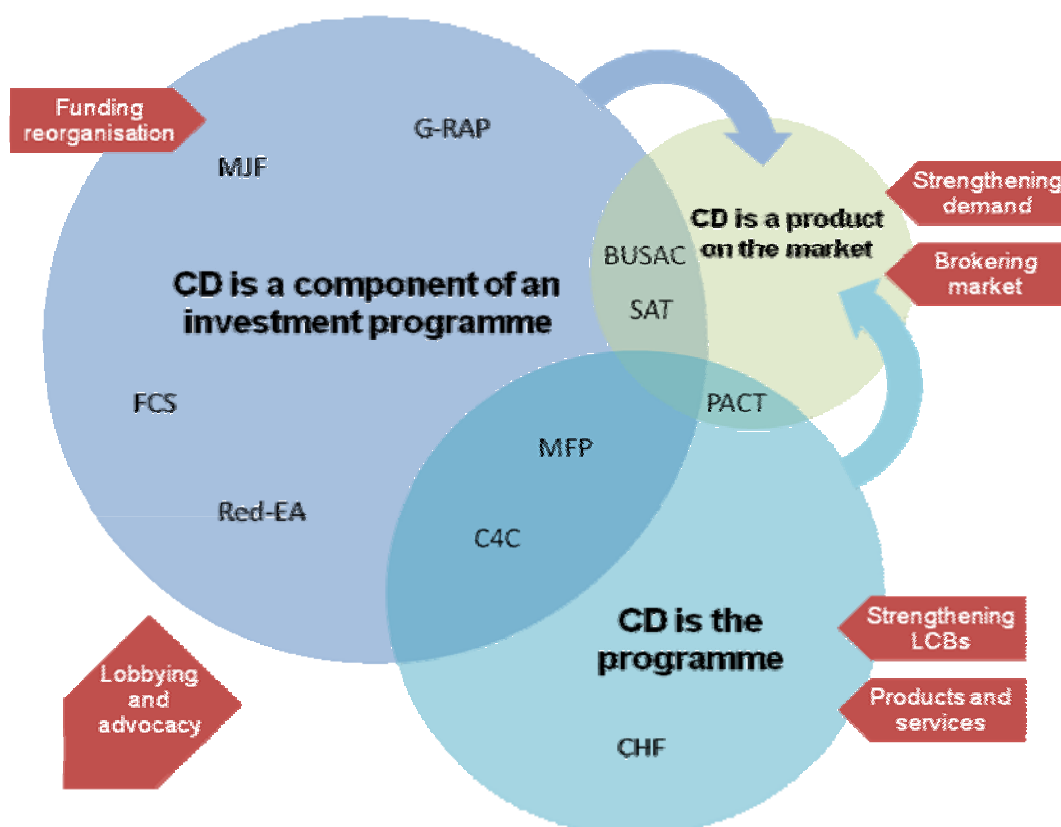 Funding
reorganisation
G-RAP
MJF
Strengthening
demand
CD is a product
on the market
BUSAC
Brokering
market
CD is a component of an
investment programme
SAT
FCS
PACT
MFP
Red-EA
C4C
CD is the
programme
Strengthening
LCBs
Lobbying
and
advocacy
Products and
services
CHF